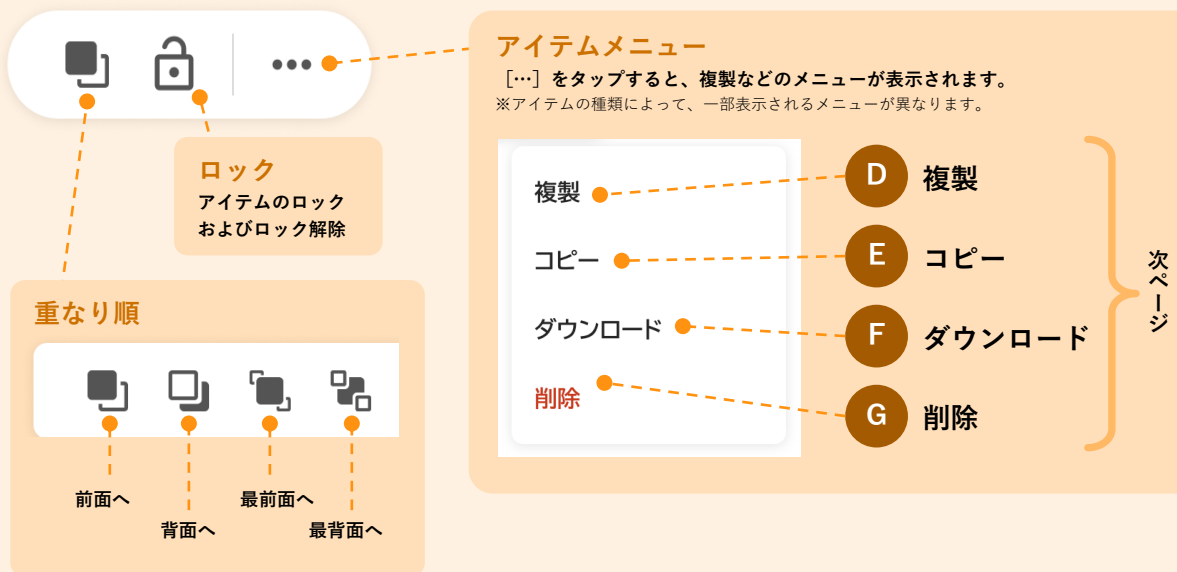 アイテムメニュー
［…］をタップすると、複製などのメニューが表示されます。
※アイテムの種類によって、一部表示されるメニューが異なります。
ロック
アイテムのロック
およびロック解除
複製
D 複製
コピー
E コピー
ダウンロード
F ダウンロード
削除
G 削除
次ページ
重なり順
前面へ
背面へ
最前面へ
最背面へ